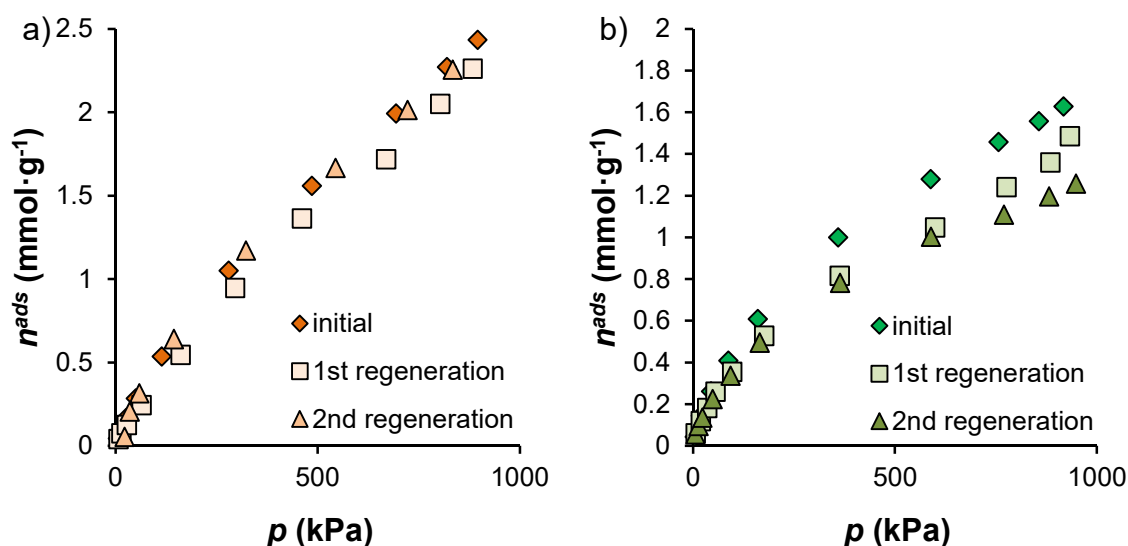 a)
2.5
2
1.5
1
0.5
0
n^ads (mmol·g⁻¹)
initial
1st regeneration
2nd regeneration
0 500 1000
p (kPa)
b)
2
1.8
1.6
1.4
1.2
1
0.8
0.6
0.4
0.2
0
n^ads (mmol·g⁻¹)
initial
1st regeneration
2nd regeneration
0 500 1000
p (kPa)